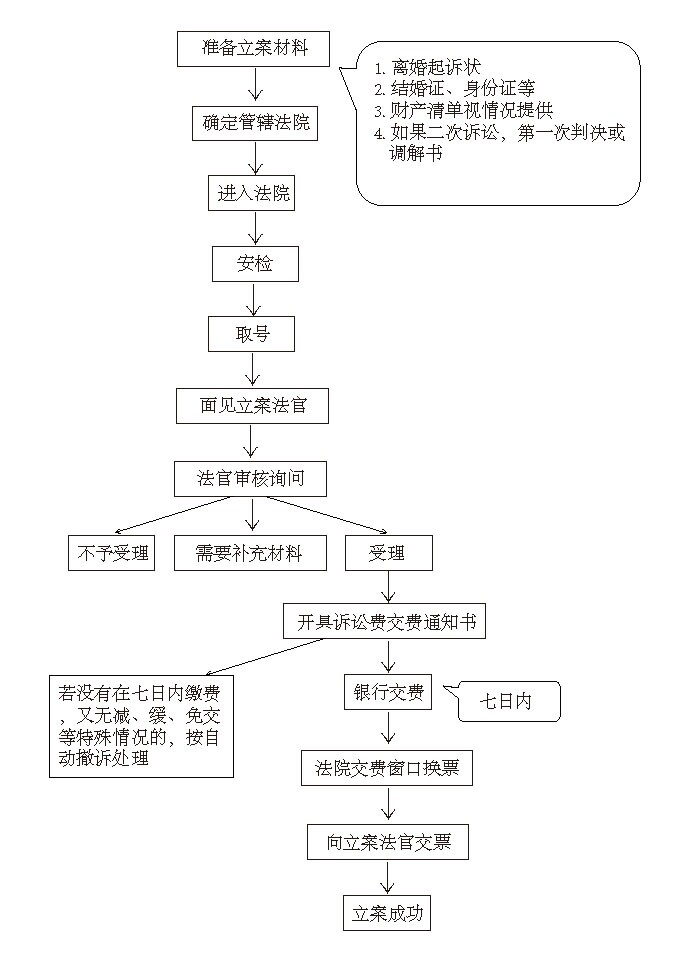 准备立案材料
1. 离婚起诉状
2. 结婚证、身份证等
3. 财产清单视情况提供
4. 如果二次诉讼，第一次判决或
调解书
确定管辖法院
进入法院
安检
取号
面见立案法官
法官审核询问
不予受理
需要补充材料
受理
开具诉讼费交费通知书
若没有在七日内缴费
，又无减、缓、免交
等特殊情况的，按自
动撤诉处理
银行交费
七日内
法院交费窗口换票
向立案法官交票
立案成功